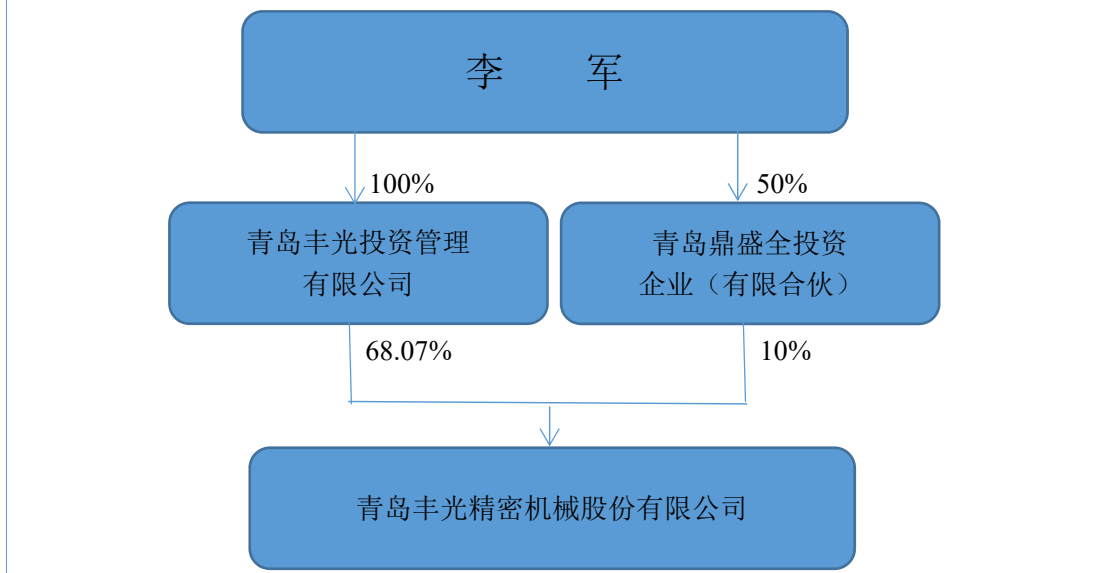 李 军
100%
50%
青岛丰光投资管理
有限公司
青岛鼎盛全投资
企业（有限合伙）
68.07%
10%
青岛丰光精密机械股份有限公司